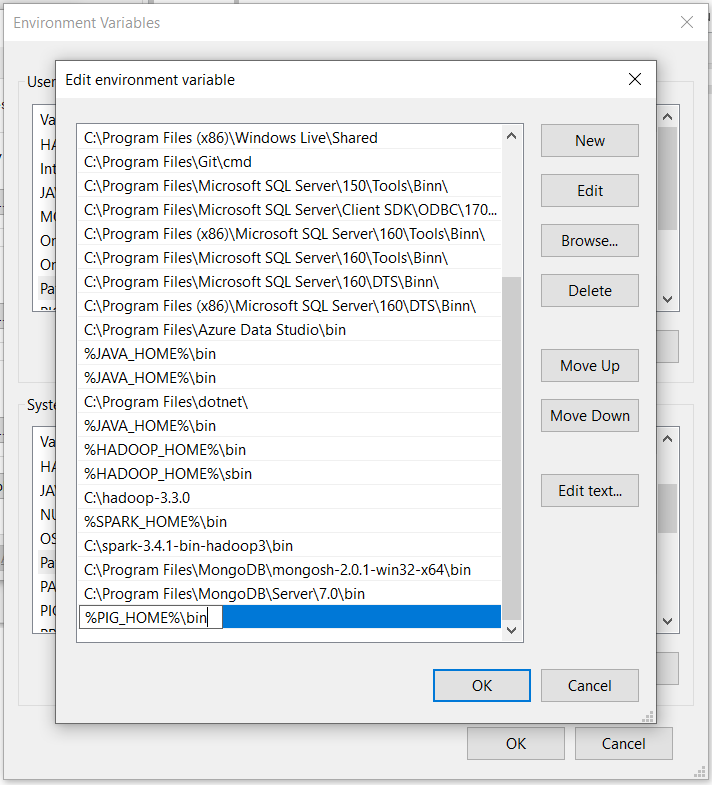 Environment Variables
Edit environment variable
User
Va
HA
Int
JA
MO
On
On
Pa
C:\Program Files (x86)\Windows Live\Shared
C:\Program Files\Git\cmd
C:\Program Files\Microsoft SQL Server\150\Tools\Binn\
C:\Program Files\Microsoft SQL Server\Client SDK\ODBC\170...
C:\Program Files (x86)\Microsoft SQL Server\160\Tools\Binn\
C:\Program Files\Microsoft SQL Server\160\Tools\Binn\
C:\Program Files\Microsoft SQL Server\160\DTS\Binn\
C:\Program Files (x86)\Microsoft SQL Server\160\DTS\Binn\
C:\Program Files\Azure Data Studio\bin
%JAVA_HOME%\bin
%JAVA_HOME%\bin
C:\Program Files\dotnet\
%JAVA_HOME%\bin
%HADOOP_HOME%\bin
%HADOOP_HOME%\sbin
C:\hadoop-3.3.0
%SPARK_HOME%\bin
C:\spark-3.4.1-bin-hadoop3\bin
C:\Program Files\MongoDB\mongosh-2.0.1-win32-x64\bin
C:\Program Files\MongoDB\Server\7.0\bin
%PIG_HOME%\bin
New
Edit
Browse...
Delete
Move Up
Move Down
Edit text...
Syste
Va
HA
JA
NU
OS
Pa
PA
PIC
OK
Cancel
OK
Cancel